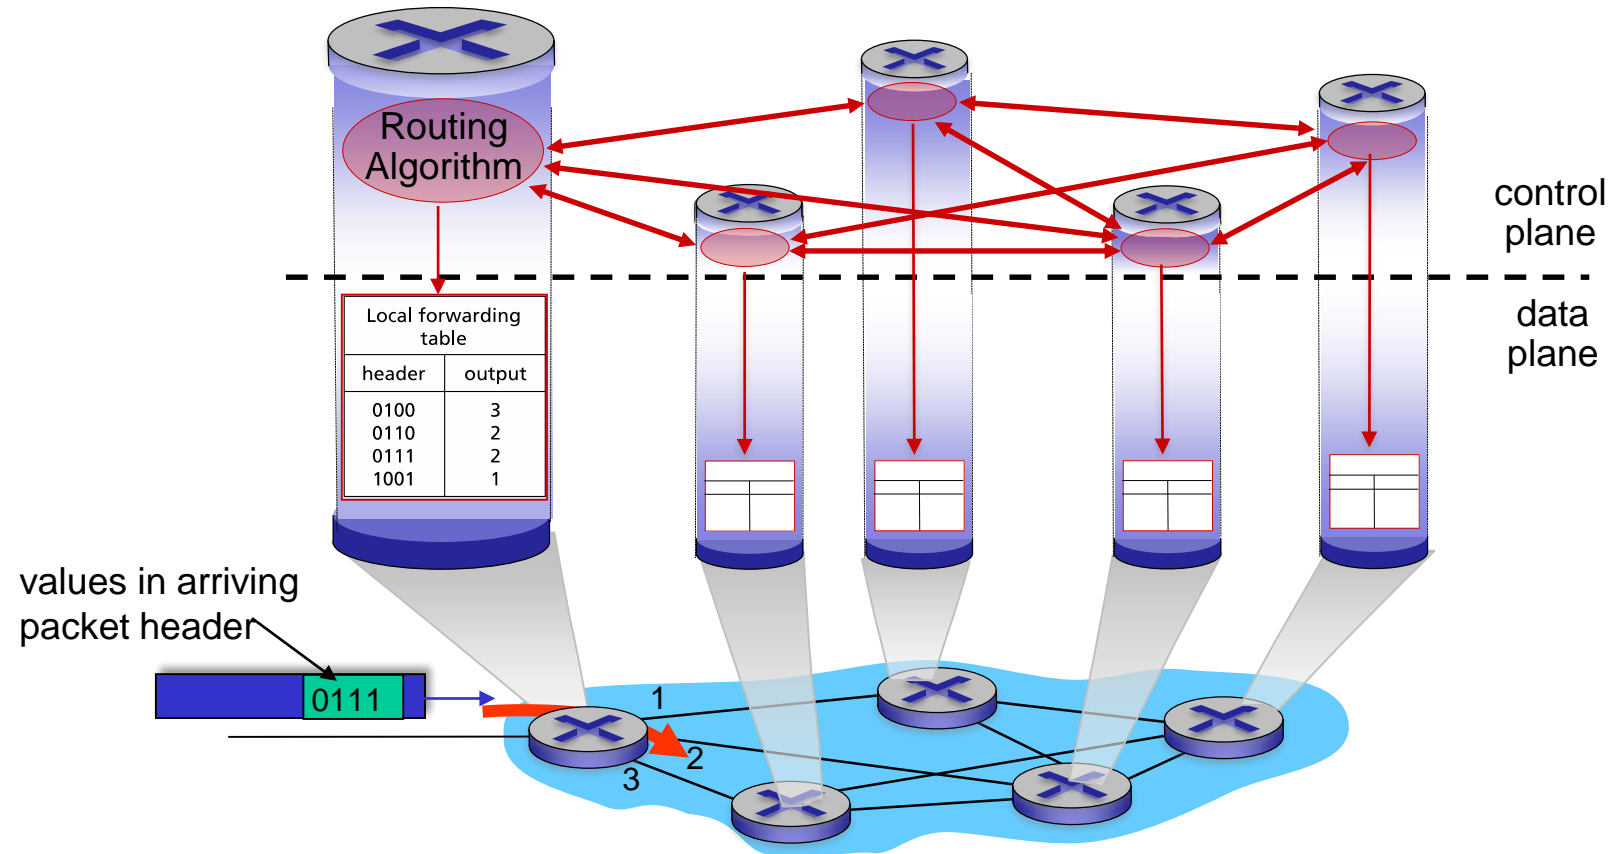 Routing
Algorithm
control
plane
data
plane
Local forwarding
table
header output
0100 3
0110 2
0111 2
1001 1
values in arriving
packet header
0111
1
2
3